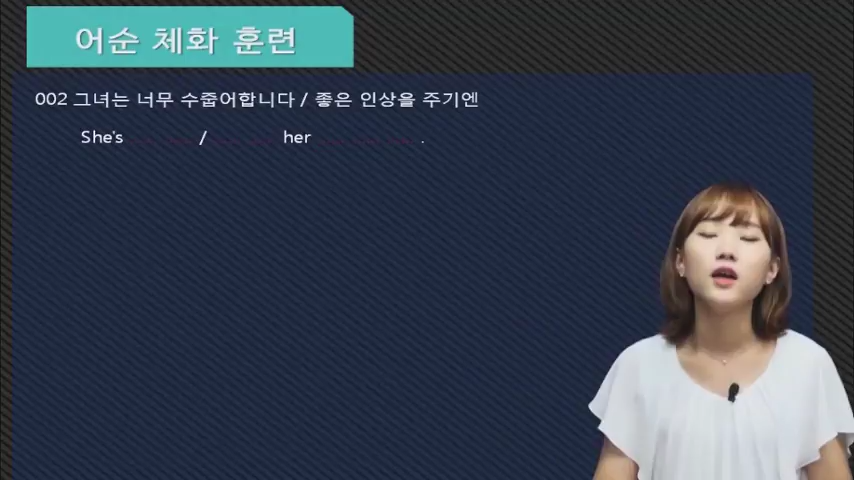 어순 체화 훈련
002 그녀는 너무 수줍어합니다 / 좋은 인상을 주기엔
She's / her .